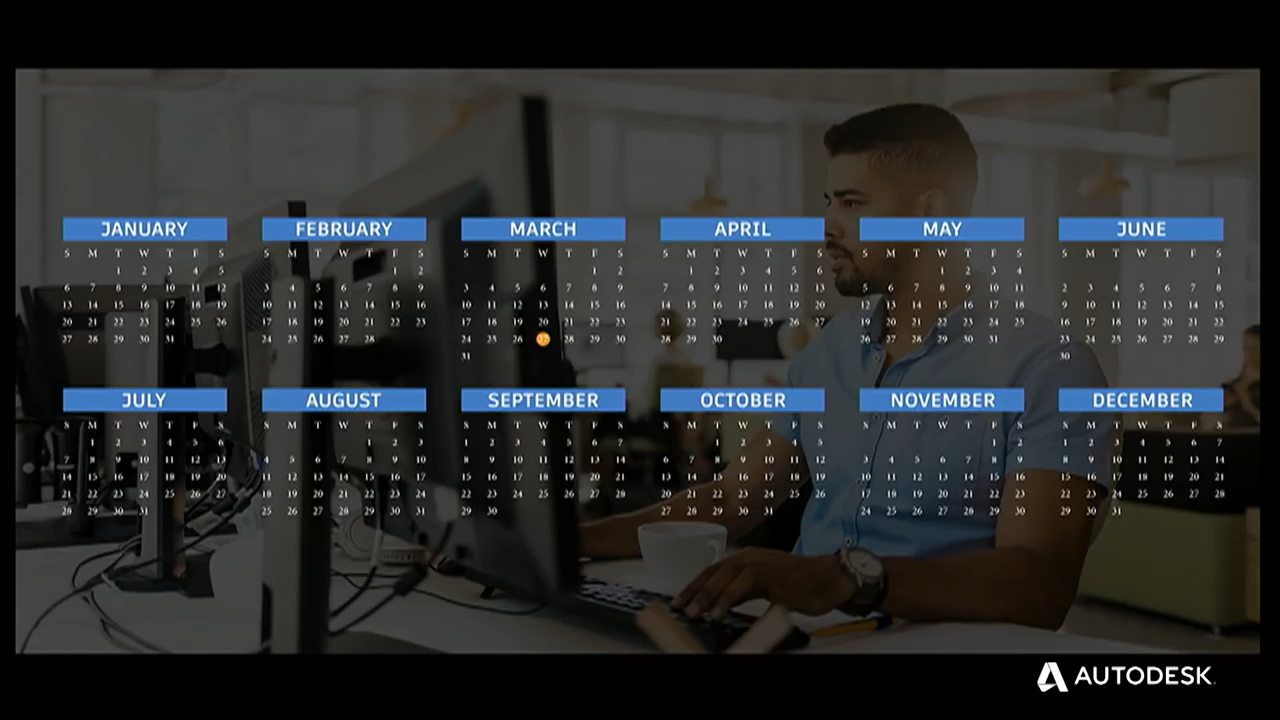 JANUARY
S M T W T F S
1 2 3 4 5
6 7 8 9 10 11 12
13 14 15 16 17 18 19
20 21 22 23 24 25 26
27 28 29 30 31
FEBRUARY
S M T W T F S
1 2
3 4 5 6 7 8 9
10 11 12 13 14 15 16
17 18 19 20 21 22 23
24 25 26 27 28
MARCH
S M T W T F S
1 2
3 4 5 6 7 8 9
10 11 12 13 14 15 16
17 18 19 20 21 22 23
24 25 26 27 28 29 30
31
APRIL
S M T W T F S
1 2 3 4 5 6
7 8 9 10 11 12 13
14 15 16 17 18 19 20
21 22 23 24 25 26 27
28 29 30
MAY
S M T W T F S
1 2 3 4
5 6 7 8 9 10 11
12 13 14 15 16 17 18
19 20 21 22 23 24 25
26 27 28 29 30 31
JUNE
S M T W T F S
1
2 3 4 5 6 7 8
9 10 11 12 13 14 15
16 17 18 19 20 21 22
23 24 25 26 27 28 29
30
JULY
S M T W T F S
1 2 3 4 5 6
7 8 9 10 11 12 13
14 15 16 17 18 19 20
21 22 23 24 25 26 27
28 29 30 31
AUGUST
S M T W T F S
1 2 3
4 5 6 7 8 9 10
11 12 13 14 15 16 17
18 19 20 21 22 23 24
25 26 27 28 29 30 31
SEPTEMBER
S M T W T F S
1 2 3 4 5 6 7
8 9 10 11 12 13 14
15 16 17 18 19 20 21
22 23 24 25 26 27 28
29 30
OCTOBER
S M T W T F S
1 2 3 5
6 7 8 9 10 11 12
13 14 15 16 17 18 19
20 21 22 23 24 25 26
27 28 29 30 31
NOVEMBER
S M T W T F S
2
3 4 5 6 7 8 9
10 11 12 13 14 15 16
17 18 19 20 21 22 23
24 25 26 27 28 29 30
DECEMBER
S M T W T F S
1 2 3 4 5 6 7
8 9 10 11 12 13 14
15 17 18 19 20 21
22 23 24 25 26 27 28
29 30 31
AUTODESK